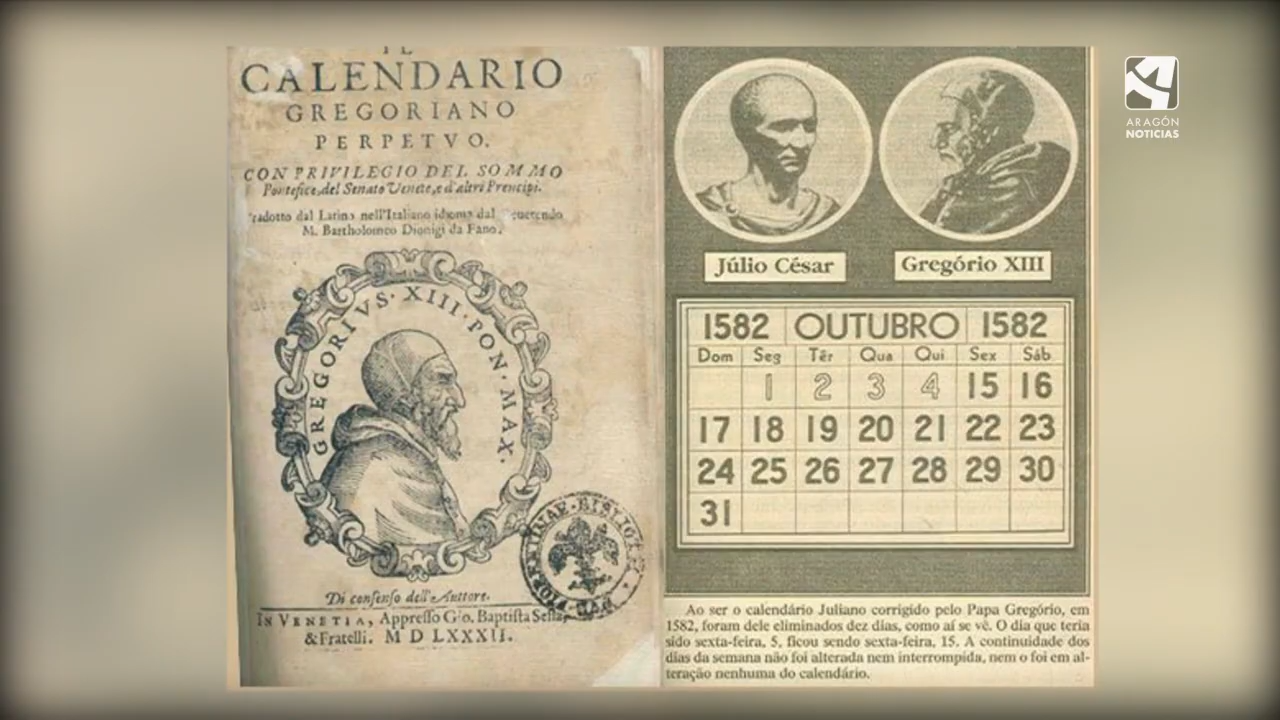 IL
CALENDARIO
GREGORIANO
PERPETVO.
CON PRIVILEGIO DEL SOMMO
Pontefice, del Senato Veneto, e d'altri Prencipi.
radotto dal Latino nell'Italiano idioma dal Reuerendo
M. Bartholomeo Dionigi da Fano.
GREGORIVS · XIII · PON · MAX.
Di consenso dell'Auttore.
IN VENETIA, Appresso Gio. Battista Sessa,
& Fratelli. M D LXXXII.
Júlio César
Gregório XIII
1582 OUTUBRO 1582
Dom Seg Têr Qua Qui Sex Sáb
1 2 3 4 15 16
17 18 19 20 21 22 23
24 25 26 27 28 29 30
31
Ao ser o calendário Juliano corrigido pelo Papa Gregório, em
1582, foram dele eliminados dez dias, como aí se vê. O dia que teria
sido sexta-feira, 5, ficou sendo sexta-feira, 15. A continuidade dos
días da semana não foi alterada nem interrompida, nem o foi em al-
teração nenhuma do calendário.
ARAGÓN
NOTICIAS